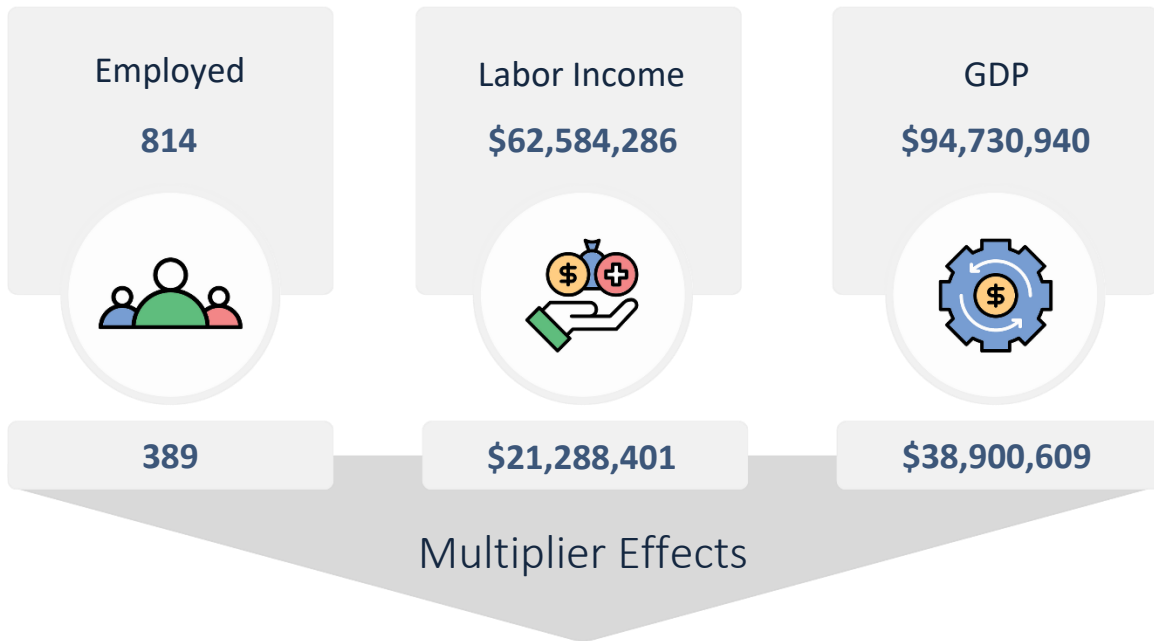 Employed
814
Labor Income
$62,584,286
GDP
$94,730,940
$
$
389
$21,288,401
$38,900,609
Multiplier Effects